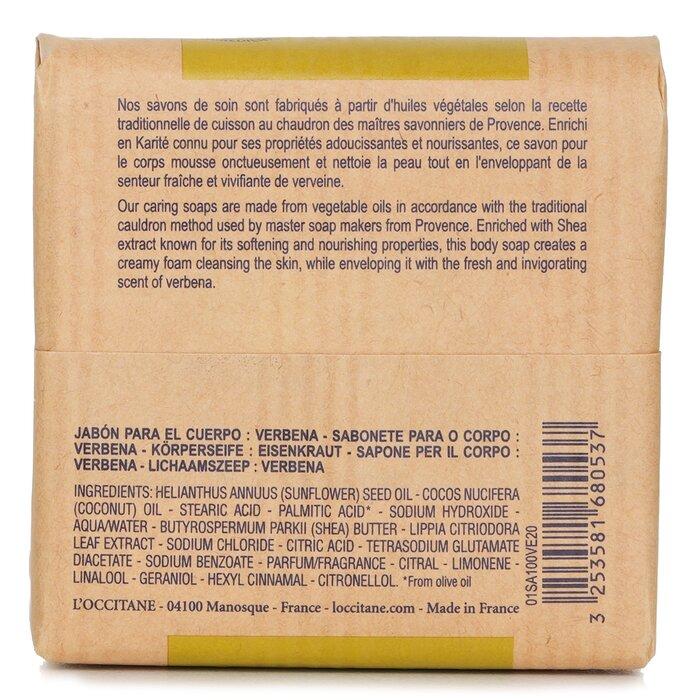 Nos savons de soin sont fabriqués à partir d'huiles végétales selon la recette
traditionnelle de cuisson au chaudron des maîtres savonniers de Provence. Enrichi
en Karité connu pour ses propriétés adoucissantes et nourissantes, ce savon pour
le corps mousse onctueusement et nettoie la peau tout en l'enveloppant de la
senteur fraîche et vivifiante de verveine.
Our caring soaps are made from vegetable oils in accordance with the traditional
cauldron method used by master soap makers from Provence. Enriched with Shea
extract known for its softening and nourishing properties, this body soap creates a
creamy foam cleansing the skin, while enveloping it with the fresh and invigorating
scent of verbena.
JABÓN PARA EL CUERPO : VERBENA - SABONETE PARA O CORPO :
VERBENA - KÖRPERSEIFE : EISENKRAUT - SAPONE PER IL CORPO :
VERBENA - LICHAAMSZEEP : VERBENA
INGREDIENTS: HELIANTHUS ANNUUS (SUNFLOWER) SEED OIL - COCOS NUCIFERA
(COCONUT) OIL - STEARIC ACID - PALMITIC ACID* - SODIUM HYDROXIDE -
AQUA/WATER - BUTYROSPERMUM PARKII (SHEA) BUTTER - LIPPIA CITRIODORA
LEAF EXTRACT - SODIUM CHLORIDE - CITRIC ACID - TETRASODIUM GLUTAMATE
DIACETATE - SODIUM BENZOATE - PARFUM/FRAGRANCE - CITRAL - LIMONENE -
LINALOOL - GERANIOL - HEXYL CINNAMAL - CITRONELLOL. *From olive oil
L'OCCITANE - 04100 Manosque - France - loccitane.com - Made in France
01SA100VE20
3 253581 680537